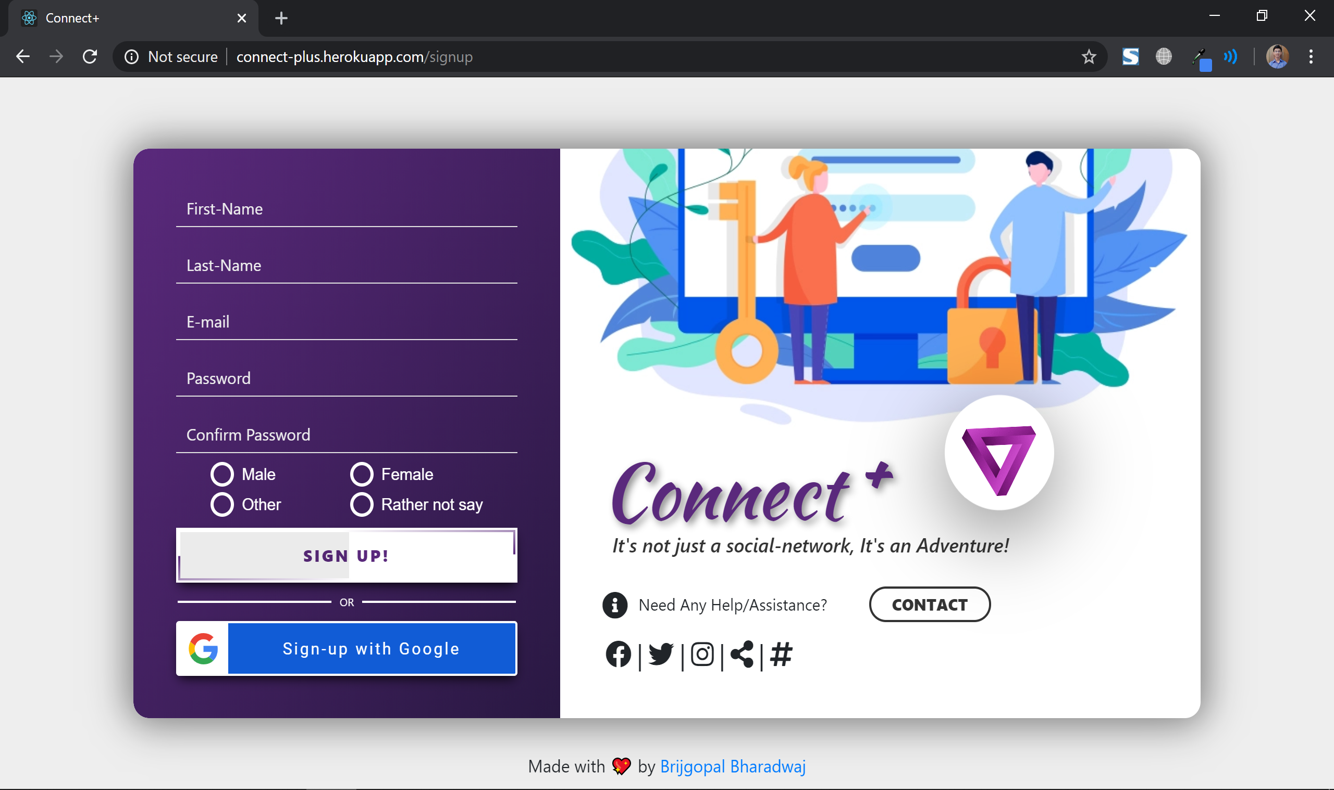 Connect+
Not secure
connect-plus.herokuapp.com/signup
First-Name
Last-Name
E-mail
Password
Confirm Password
Male
Female
Other
Rather not say
SIGN UP!
OR
Sign-up with Google
Connect +
It's not just a social-network, It's an Adventure!
Need Any Help/Assistance?
CONTACT
| | | | #
Made with 💖 by Brijgopal Bharadwaj